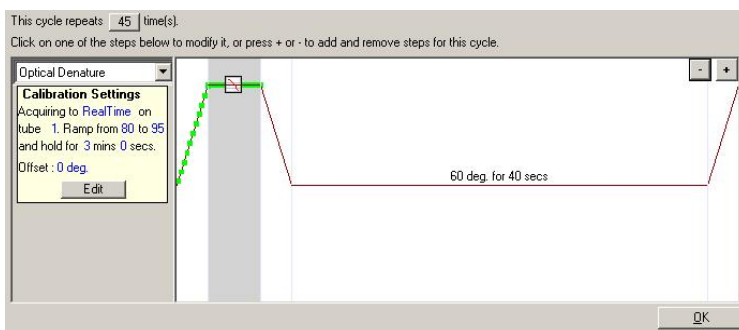 This cycle repeats 45 time(s).
Click on one of the steps below to modify it, or press + or - to add and remove steps for this cycle.
Optical Denature
- +
Calibration Settings
Acquiring to RealTime on
tube 1. Ramp from 80 to 95
and hold for 3 mins 0 secs.
Offset : 0 deg.
Edit
60 deg. for 40 secs
OK